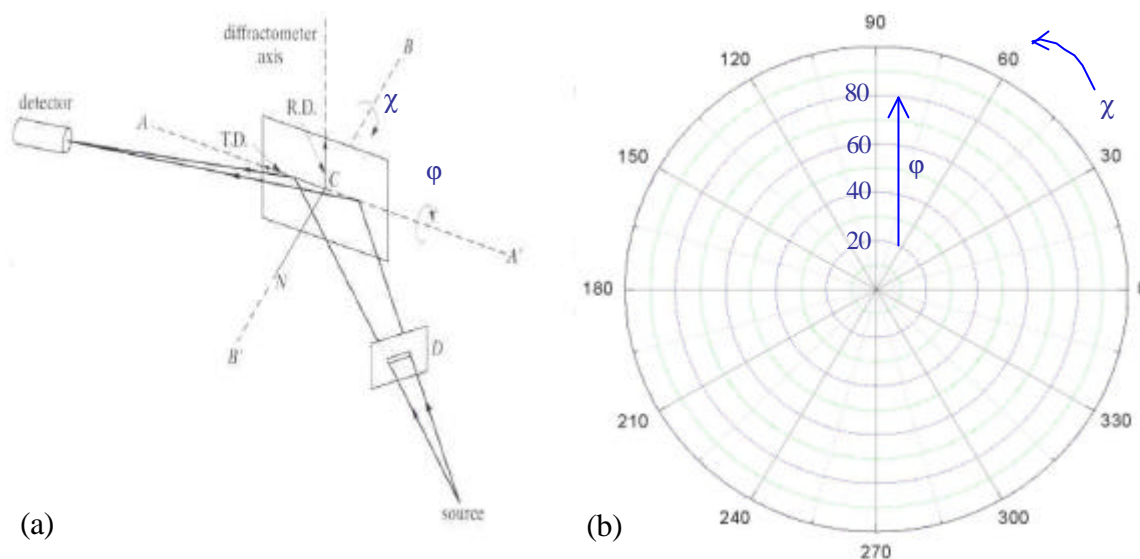 diffractometer
axis
B
χ
detector
A
R.D.
T.D.
C
φ
A'
N
B'
D
source
(a)
90
120
60
χ
80
150
60
30
φ
40
20
180
210
330
240
300
270
(b)